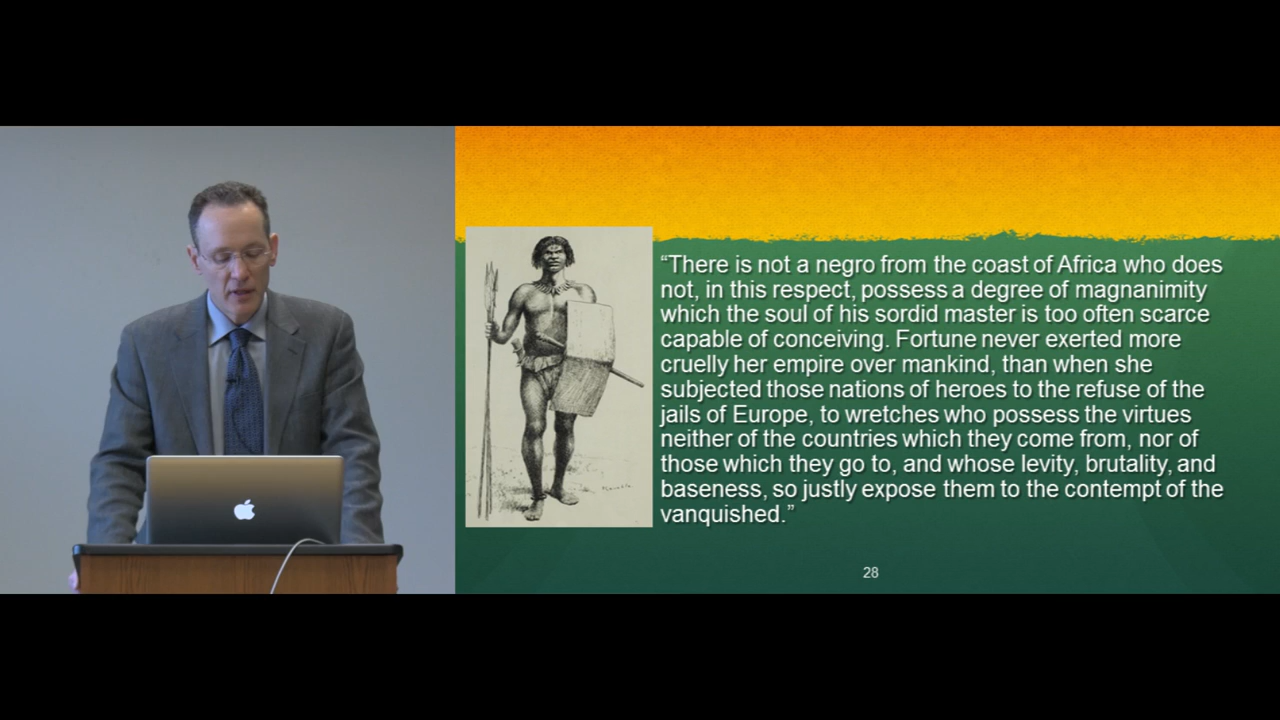 “There is not a negro from the coast of Africa who does
not, in this respect, possess a degree of magnanimity
which the soul of his sordid master is too often scarce
capable of conceiving. Fortune never exerted more
cruelly her empire over mankind, than when she
subjected those nations of heroes to the refuse of the
jails of Europe, to wretches who possess the virtues
neither of the countries which they come from, nor of
those which they go to, and whose levity, brutality, and
baseness, so justly expose them to the contempt of the
vanquished.”
28